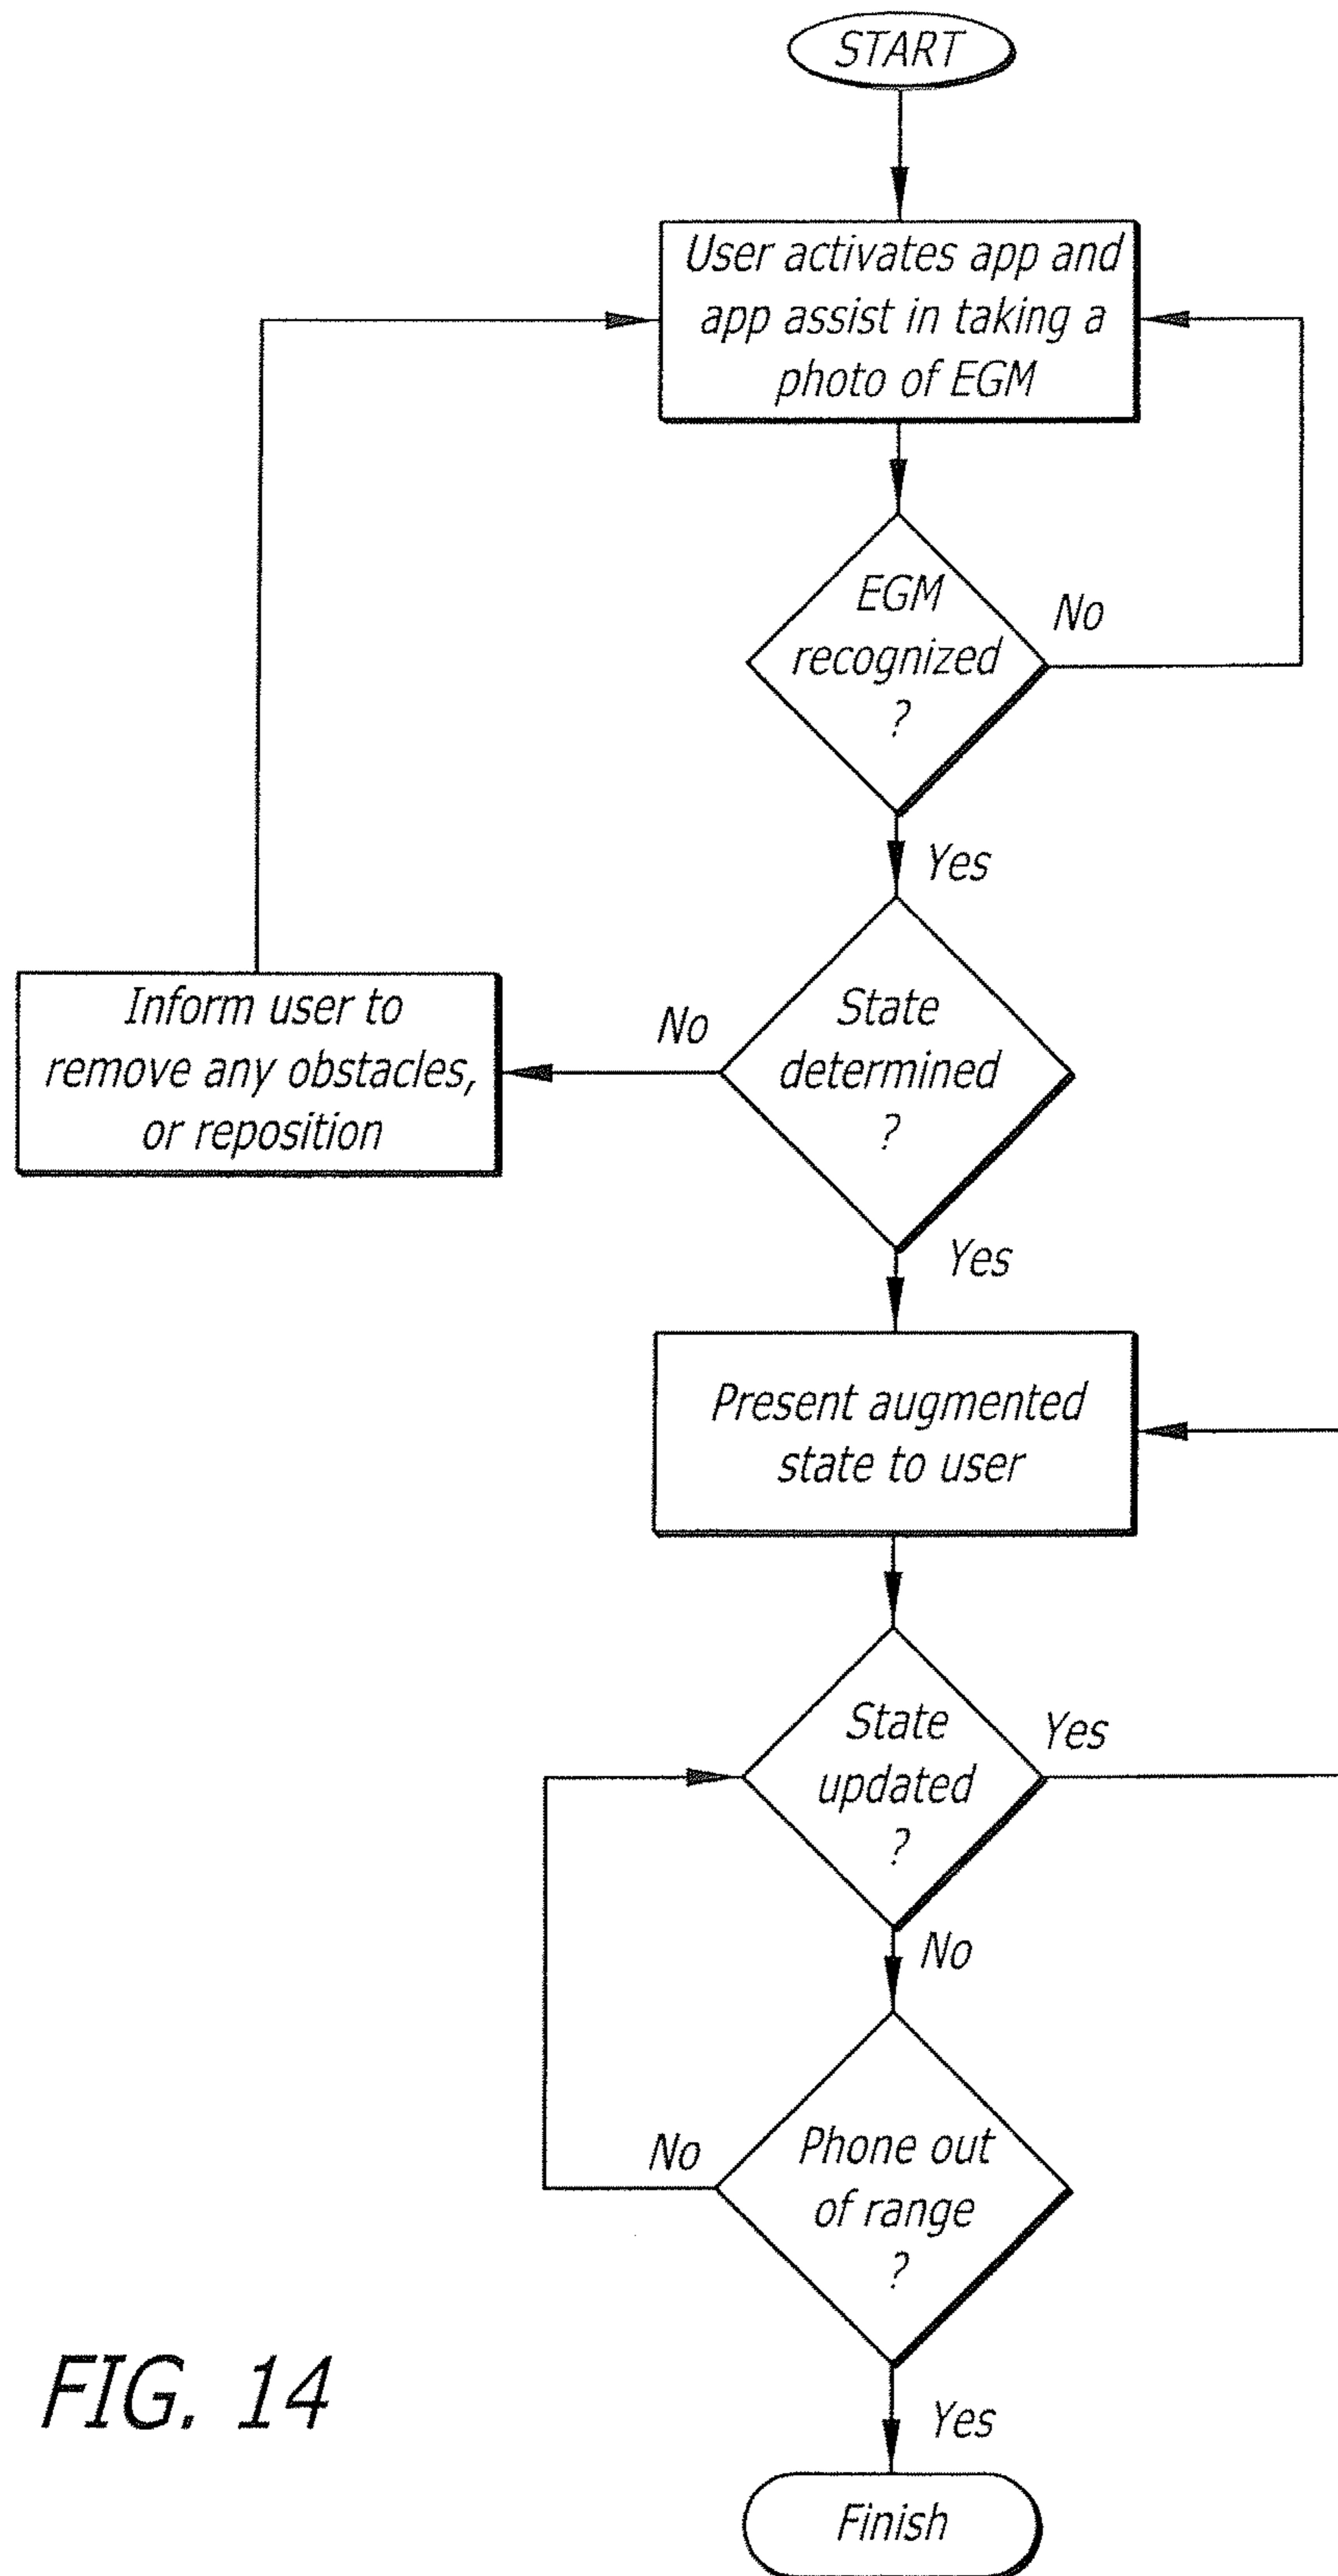 START
User activates app and
app assist in taking a
photo of EGM
EGM
recognized
?
No
Yes
State
determined
?
No
Inform user to
remove any obstacles,
or reposition
Yes
Present augmented
state to user
State
updated
?
Yes
No
Phone out
of range
?
No
Yes
Finish
FIG. 14